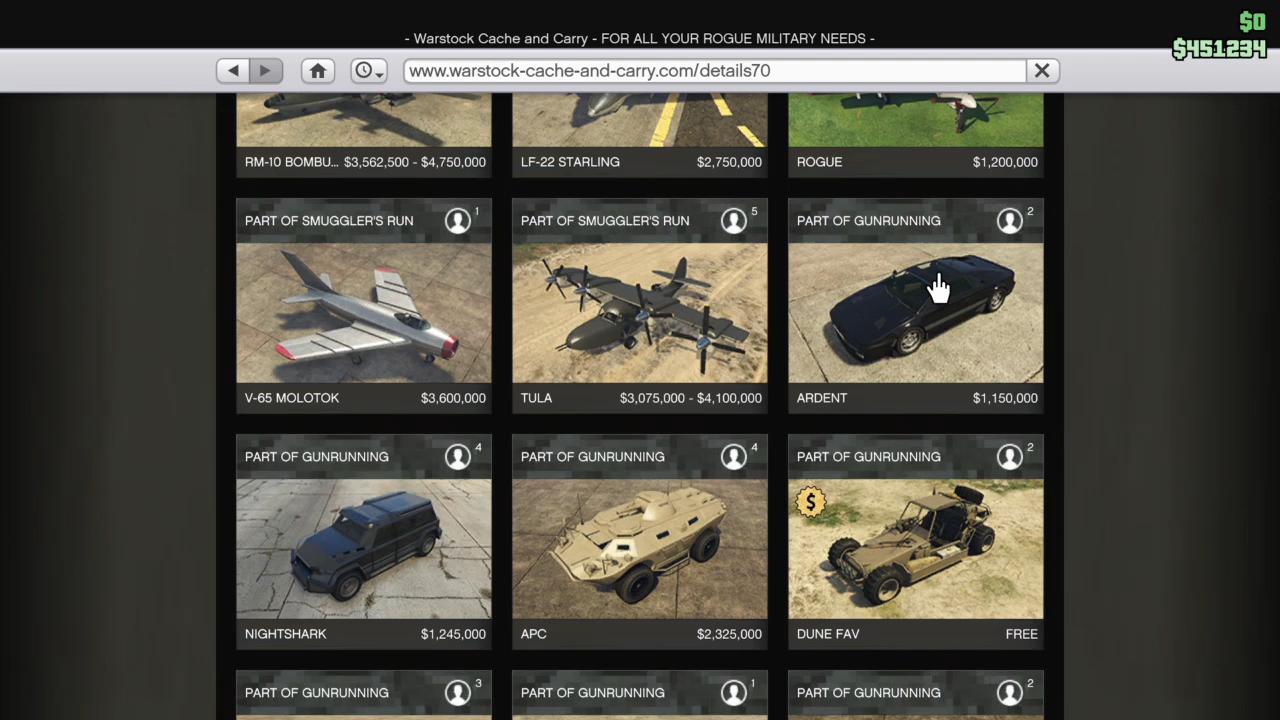 $0
$451234
- Warstock Cache and Carry - FOR ALL YOUR ROGUE MILITARY NEEDS -
www.warstock-cache-and-carry.com/details70
RM-10 BOMBU... $3,562,500 - $4,750,000
LF-22 STARLING $2,750,000
ROGUE $1,200,000
PART OF SMUGGLER'S RUN 1
PART OF SMUGGLER'S RUN 5
PART OF GUNRUNNING 2
V-65 MOLOTOK $3,600,000
TULA $3,075,000 - $4,100,000
ARDENT $1,150,000
PART OF GUNRUNNING 4
PART OF GUNRUNNING 4
PART OF GUNRUNNING 2
$
NIGHTSHARK $1,245,000
APC $2,325,000
DUNE FAV FREE
PART OF GUNRUNNING 3
PART OF GUNRUNNING 1
PART OF GUNRUNNING 2